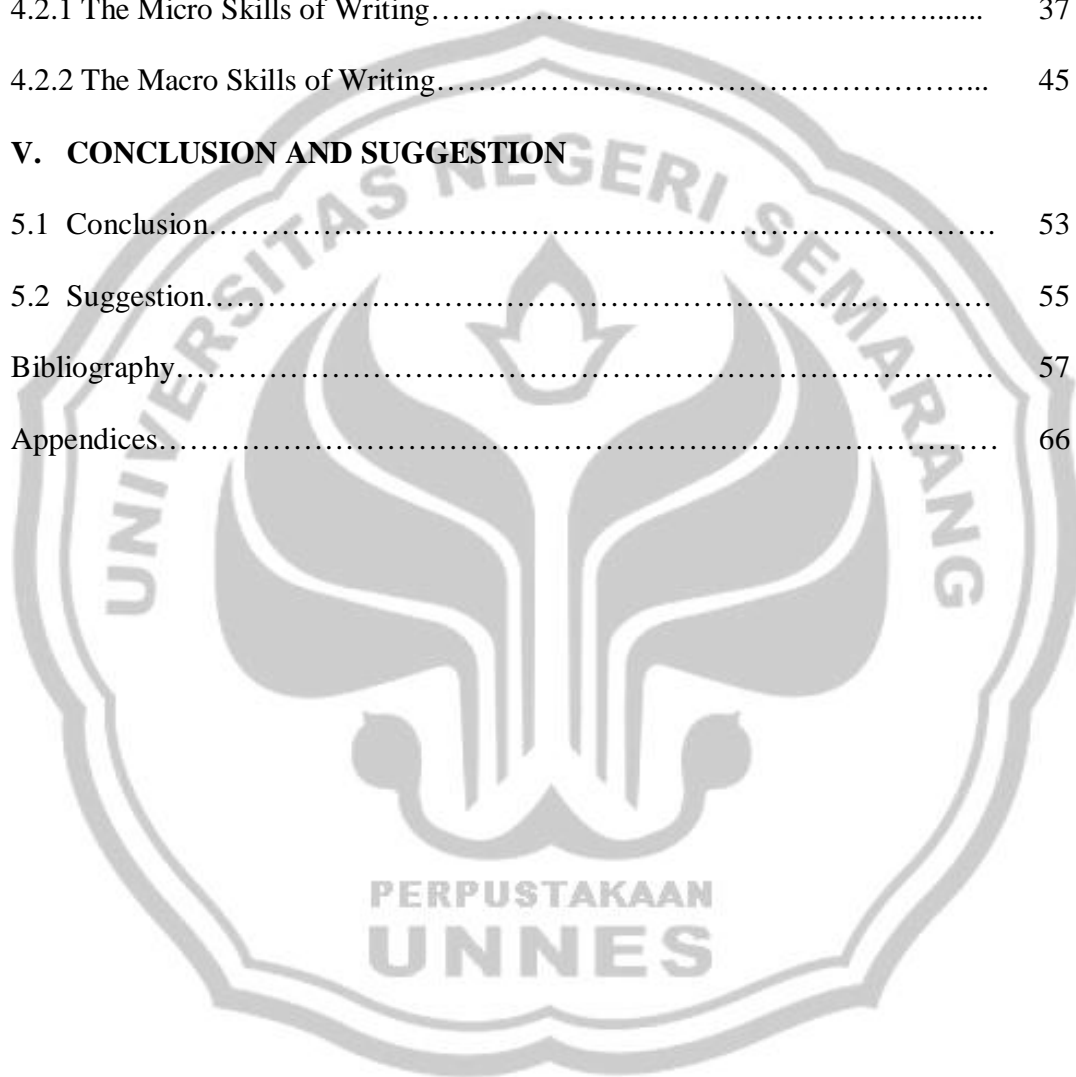 4.2.1 The Micro Skills of Writing……………………………………….......  37
4.2.2 The Macro Skills of Writing………………………………………………...  45
V. CONCLUSION AND SUGGESTION
5.1 Conclusion…………………………………………………………………….  53
5.2 Suggestion…………………………………………………………………….  55
Bibliography……………………………………………………………………….  57
Appendices…………………………………………………………………………  66
UNIVERSITAS NEGERI SEMARANG
PERPUSTAKAAN
UNNES